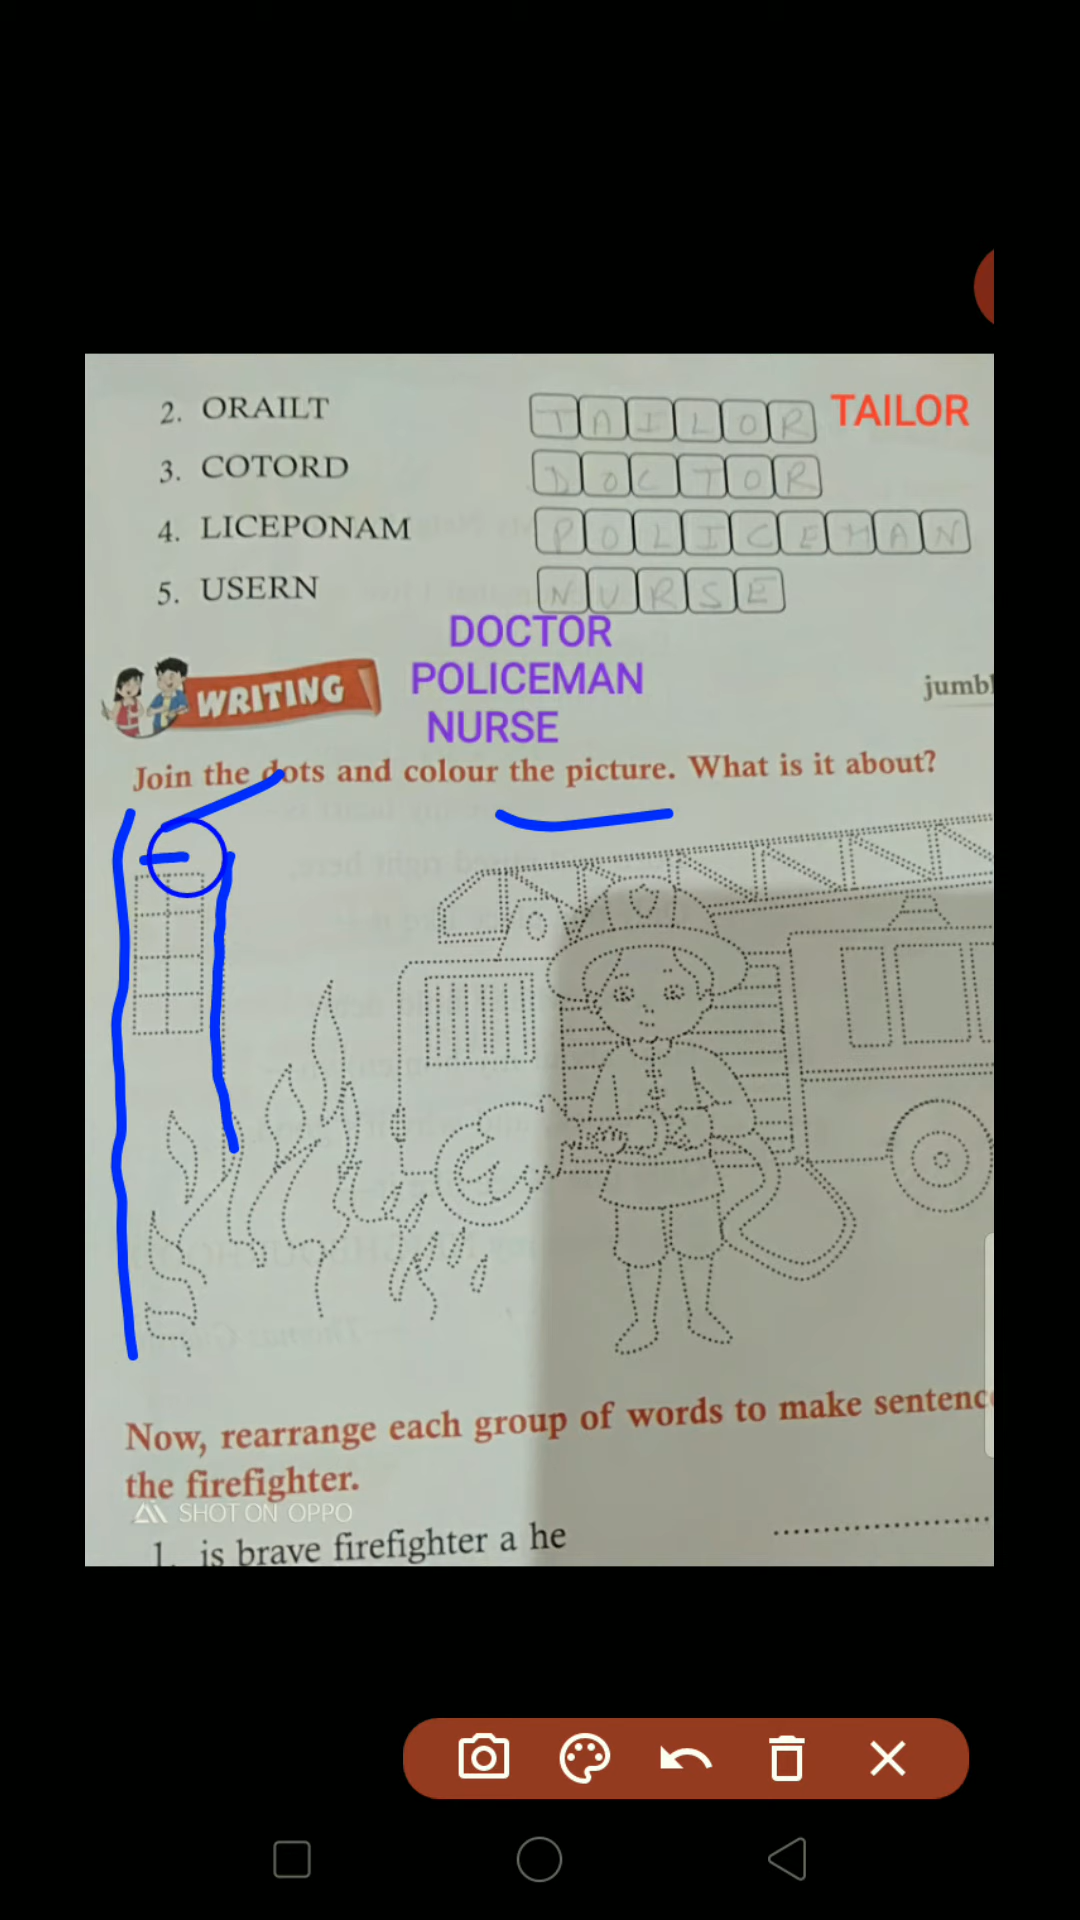 2. ORAILT TAILOR TAILOR
3. COTORD DOCTOR
4. LICEPONAM POLICEMAN
5. USERN NURSE
DOCTOR
POLICEMAN
NURSE
WRITING
jumbl
Join the dots and colour the picture. What is it about?
Now, rearrange each group of words to make sentenc
the firefighter.
SHOT ON OPPO
1. is brave firefighter a he